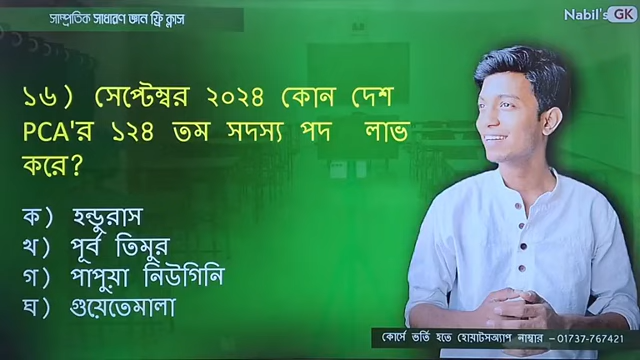 সাম্প্রতিক সাধারণ জ্ঞান ফ্রি ক্লাস
Nabil's GK
১৬) সেপ্টেম্বর ২০২৪ কোন দেশ
PCA'র ১২৪ তম সদস্য পদ লাভ
করে?
ক) হন্ডুরাস
খ) পূর্ব তিমুর
গ) পাপুয়া নিউগিনি
ঘ) গুয়েতেমালা
কোর্সে ভর্তি হতে হোয়াটসঅ্যাপ নাম্বার –01737-767421